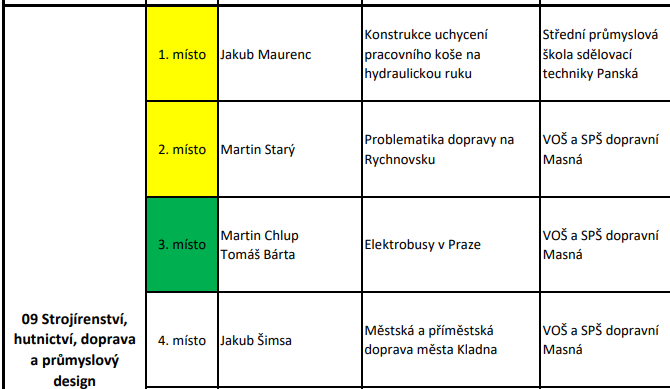 1. místo
Jakub Maurenc
Konstrukce uchycení
pracovního koše na
hydraulickou ruku
Střední průmyslová
škola sdělovací
techniky Panská
2. místo
Martin Starý
Problematika dopravy na
Rychnovsku
VOŠ a SPŠ dopravní
Masná
3. místo
Martin Chlup
Tomáš Bárta
Elektrobusy v Praze
VOŠ a SPŠ dopravní
Masná
09 Strojírenství,
hutnictví, doprava
a průmyslový
design
4. místo
Jakub Šimsa
Městská a příměstská
doprava města Kladna
VOŠ a SPŠ dopravní
Masná